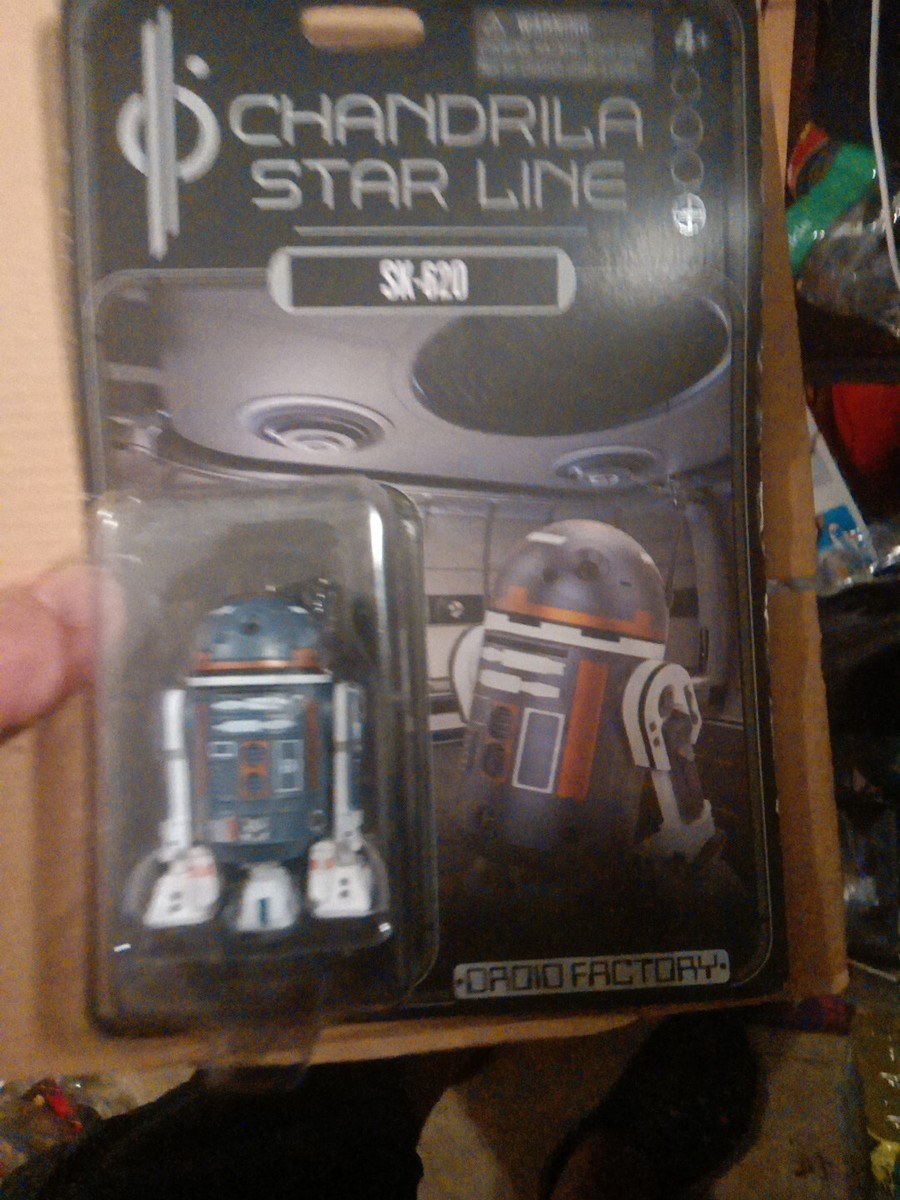 WARNING
4+
CHANDRILA
STAR LINE
SK-620
DROID FACTORY